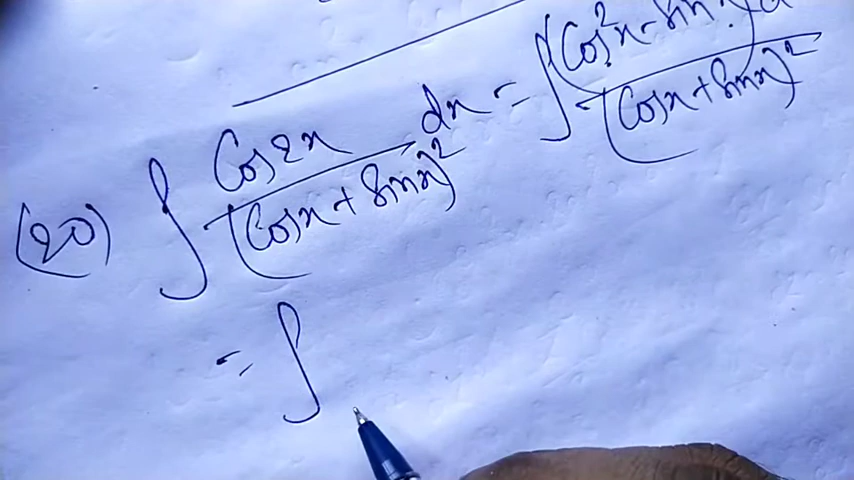 (20) ∫ Cos2x / (Cosx + Sinx)² dx = ∫ (Cos²x - Sin²x) d / (Cosx + Sinx)²
= ∫